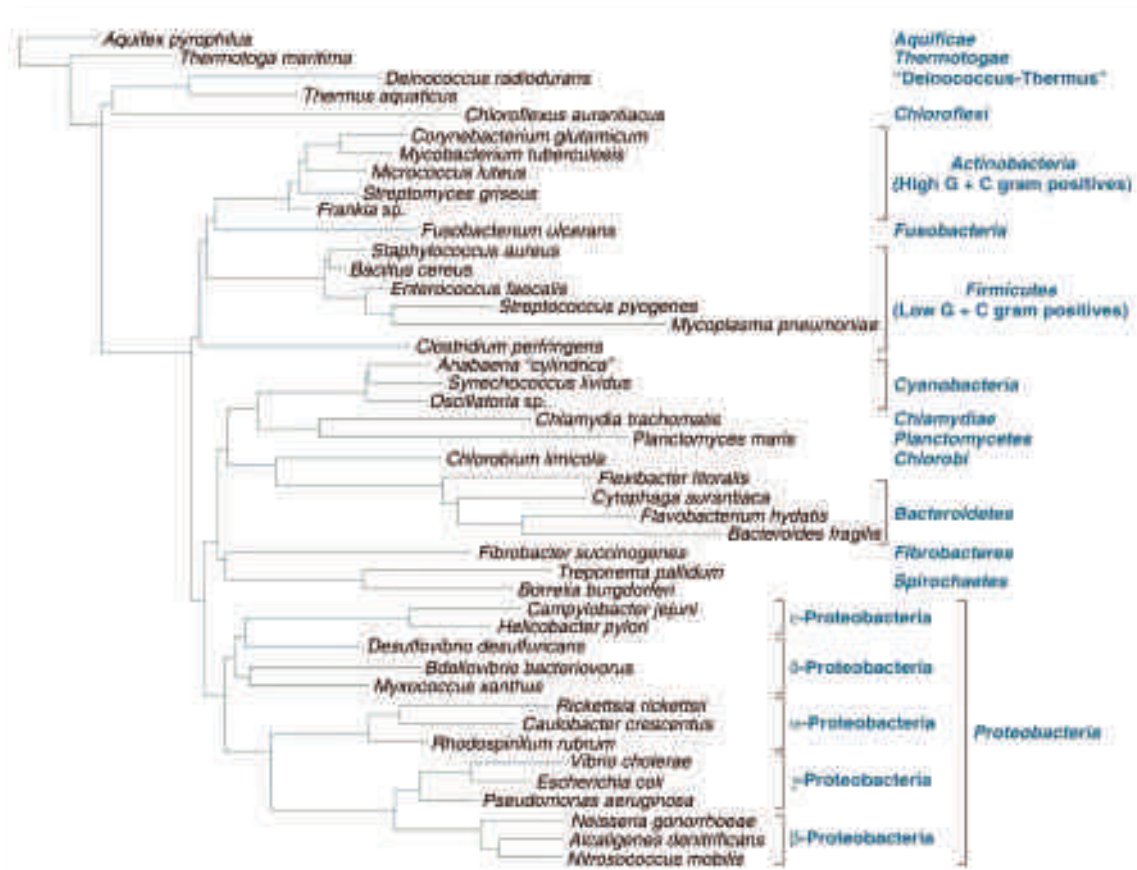 Aquifex pyrophilus
Aquificae
Thermotoga maritima
Thermotogae
Deinococcus radiodurans
"Deinococcus-Thermus"
Thermus aquaticus
Chloroflexus aurantiacus
Chloroflexi
Corynebacterium glutamicum
Mycobacterium tuberculosis
Micrococcus luteus
Streptomyces griseus
Frankia sp.
Actinobacteria
(High G + C gram positives)
Fusobacterium ulcerans
Fusobacteria
Staphylococcus aureus
Bacillus cereus
Enterococcus faecalis
Streptococcus pyogenes
Mycoplasma pneumoniae
Clostridium perfringens
Firmicutes
(Low G + C gram positives)
Anabaena "cylindrica"
Synechococcus lividus
Oscillatoria sp.
Cyanobacteria
Chlamydia trachomatis
Chlamydiae
Planctomyces maris
Planctomycetes
Chlorobium limicola
Chlorobi
Flexibacter litoralis
Cytophaga aurantiaca
Flavobacterium hydatis
Bacteroides fragilis
Bacteroidetes
Fibrobacter succinogenes
Fibrobacteres
Treponema pallidum
Borrelia burgdorferi
Spirochaetes
Campylobacter jejuni
Helicobacter pylori
ε-Proteobacteria
Desulfovibrio desulfuricans
Bdellovibrio bacteriovorus
Myxococcus xanthus
δ-Proteobacteria
Rickettsia rickettsii
Caulobacter crescentus
Rhodospirillum rubrum
α-Proteobacteria
Vibrio cholerae
Escherichia coli
Pseudomonas aeruginosa
γ-Proteobacteria
Neisseria gonorrhoeae
Alcaligenes denitrificans
Nitrosococcus mobilis
β-Proteobacteria
Proteobacteria